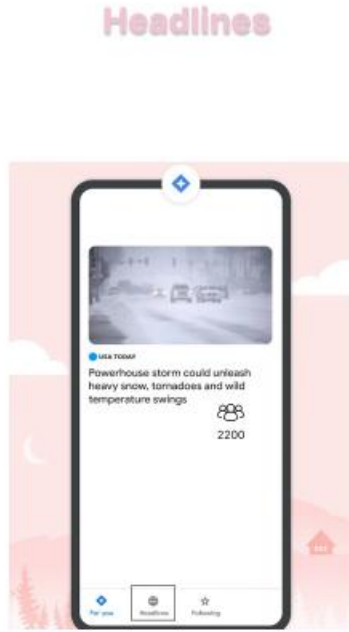 Headlines
USA TODAY
Powerhouse storm could unleash
heavy snow, tornadoes and wild
temperature swings
2200
For you
Headlines
Following